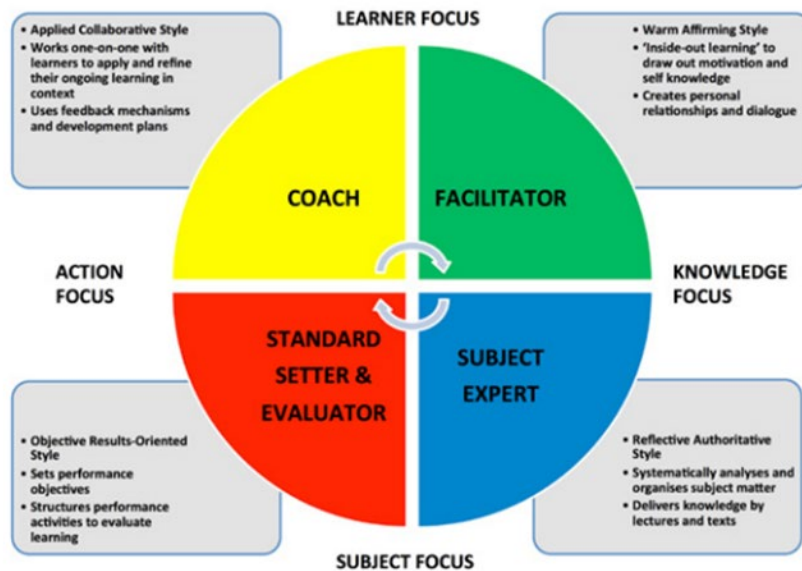 LEARNER FOCUS
• Applied Collaborative Style
• Works one-on-one with
learners to apply and refine
their ongoing learning in
context
• Uses feedback mechanisms
and development plans
• Warm Affirming Style
• ‘Inside-out learning’ to
draw out motivation and
self knowledge
• Creates personal
relationships and dialogue
COACH
FACILITATOR
ACTION
FOCUS
KNOWLEDGE
FOCUS
STANDARD
SETTER &
EVALUATOR
SUBJECT
EXPERT
• Objective Results-Oriented
Style
• Sets performance
objectives
• Structures performance
activities to evaluate
learning
• Reflective Authoritative
Style
• Systematically analyses and
organises subject matter
• Delivers knowledge by
lectures and texts
SUBJECT FOCUS